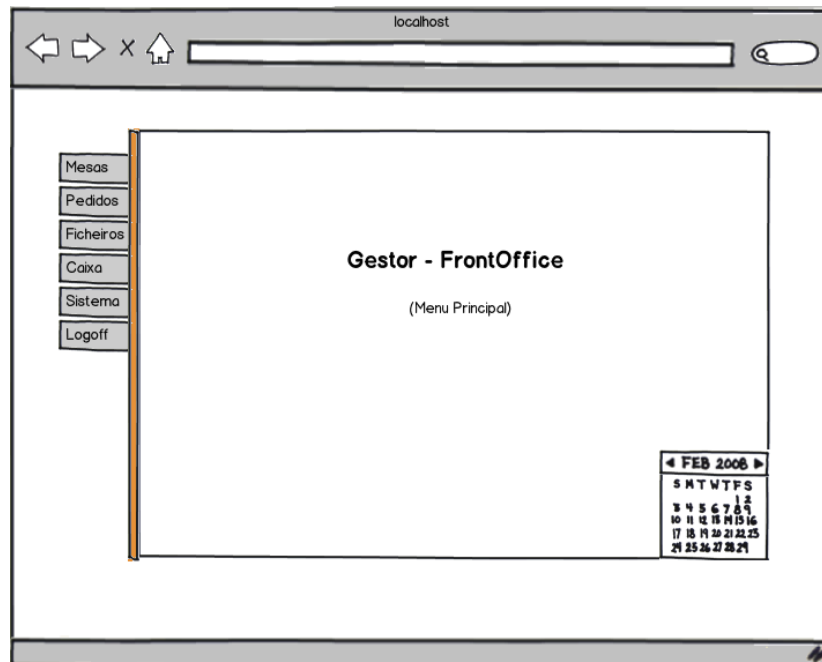 localhost
Mesas
Pedidos
Ficheiros
Caixa
Sistema
Logoff
Gestor - FrontOffice
(Menu Principal)
FEB 2008
S M T W T F S
1 2
3 4 5 6 7 8 9
10 11 12 13 14 15 16
17 18 19 20 21 22 23
24 25 26 27 28 29